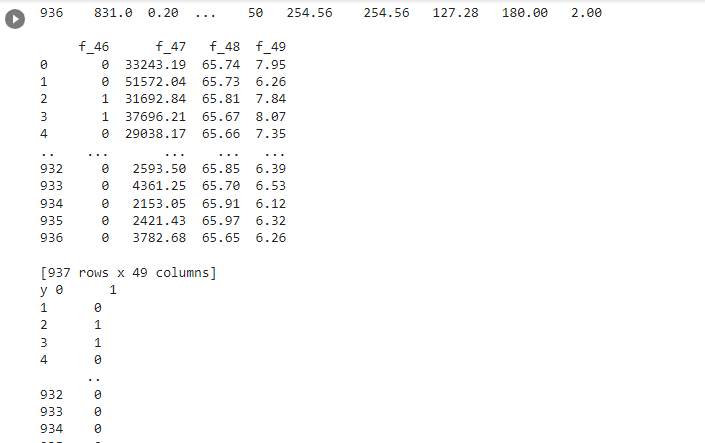 936 831.0 0.20 ... 50 254.56 254.56 127.28 180.00 2.00
f_46 f_47 f_48 f_49
0 0 33243.19 65.74 7.95
1 0 51572.04 65.73 6.26
2 1 31692.84 65.81 7.84
3 1 37696.21 65.67 8.07
4 0 29038.17 65.66 7.35
.. ... ... ... ...
932 0 2593.50 65.85 6.39
933 0 4361.25 65.70 6.53
934 0 2153.05 65.91 6.12
935 0 2421.43 65.97 6.32
936 0 3782.68 65.65 6.26
[937 rows x 49 columns]
y 0 1
1 0
2 1
3 1
4 0
..
932 0
933 0
934 0